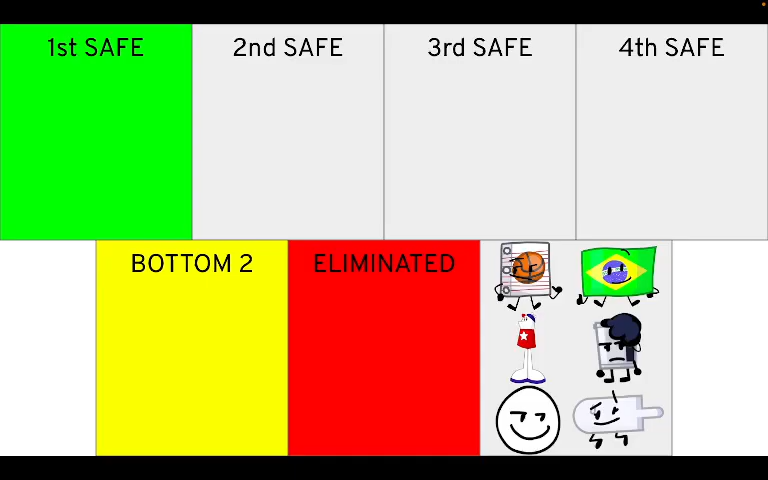 1st SAFE
2nd SAFE
3rd SAFE
4th SAFE
BOTTOM 2
ELIMINATED